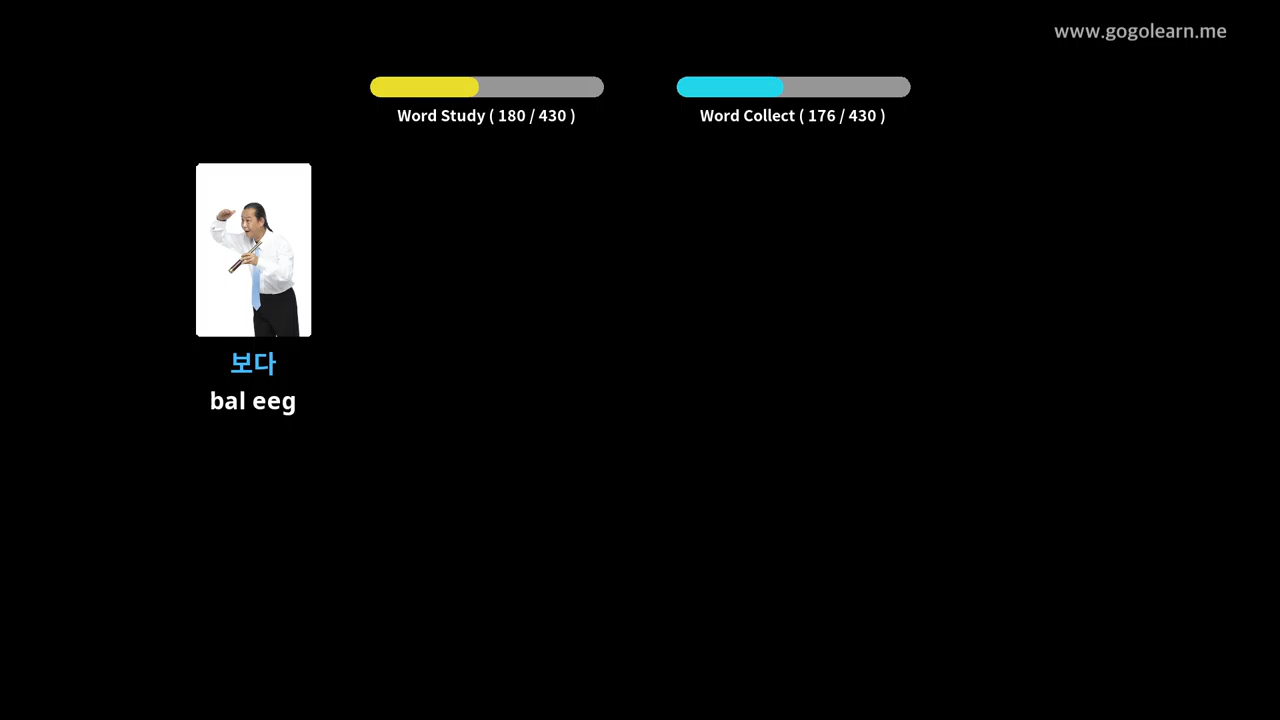 www.gogolearn.me
Word Study ( 180 / 430 )
Word Collect ( 176 / 430 )
보다
bal eeg